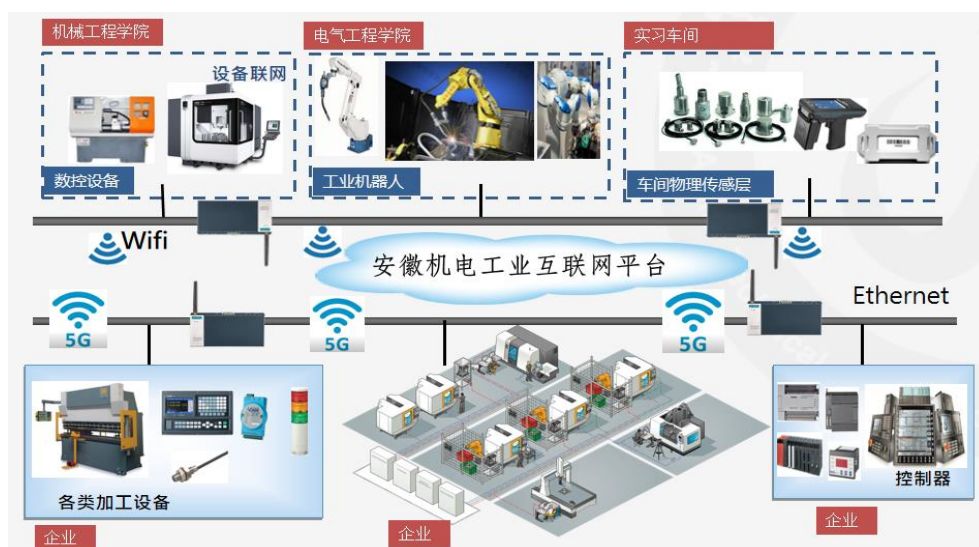 机械工程学院
电气工程学院
实习车间
设备联网
数控设备
工业机器人
车间物理传感层
Wifi
安徽机电工业互联网平台
Ethernet
5G
5G
5G
各类加工设备
控制器
企业
企业
企业